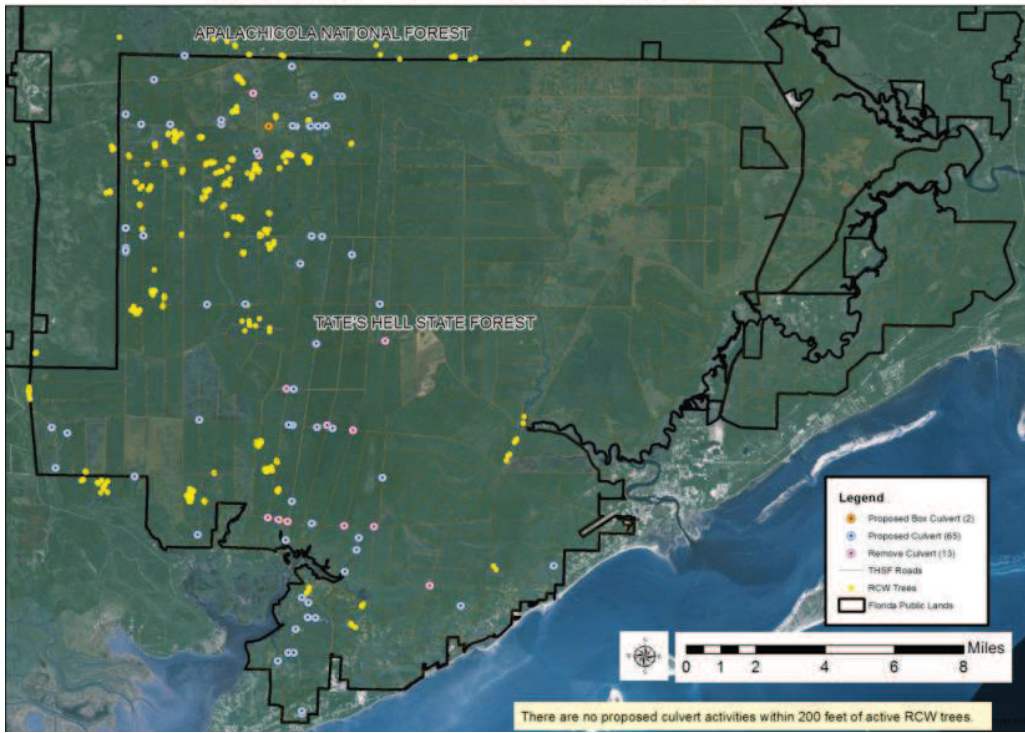 APALACHICOLA NATIONAL FOREST
TATE'S HELL STATE FOREST
Legend
Proposed Box Culvert (2)
Proposed Culvert (65)
Remove Culvert (13)
THSF Roads
RCW Trees
Florida Public Lands
Miles
0 1 2 4 6 8
There are no proposed culvert activities within 200 feet of active RCW trees.